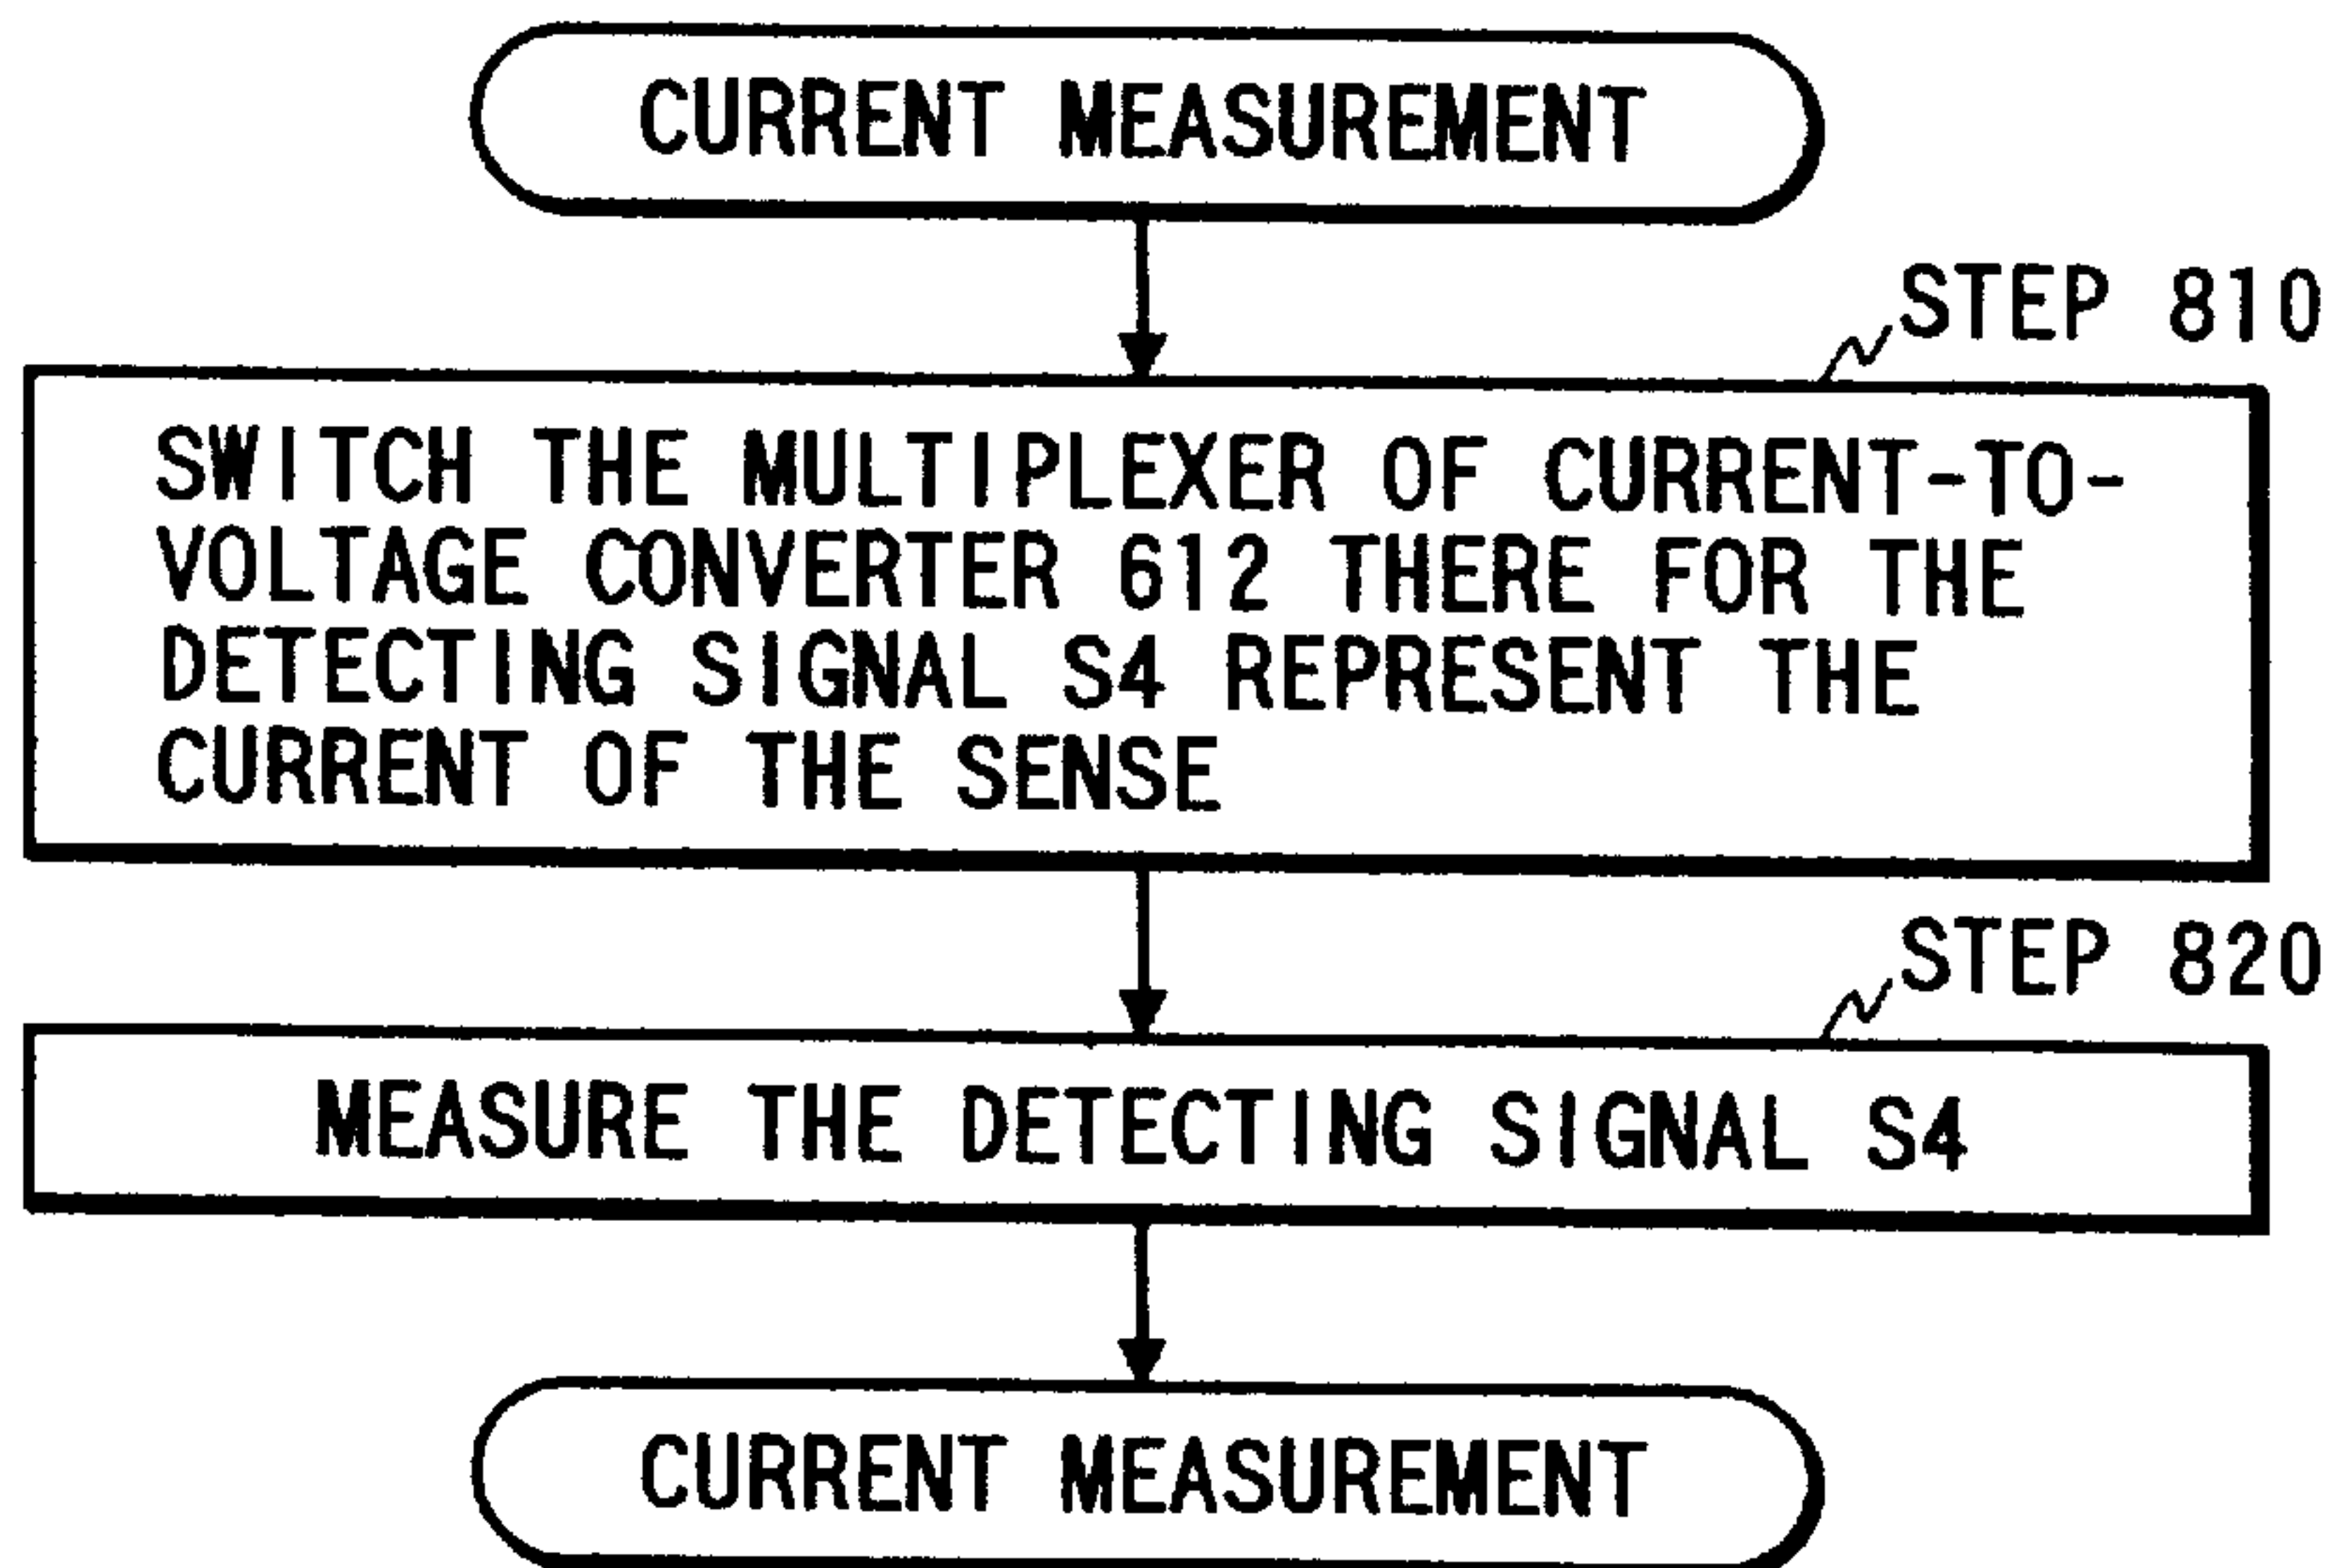 CURRENT MEASUREMENT
STEP 810
SWITCH THE MULTIPLEXER OF CURRENT-TO-
VOLTAGE CONVERTER 612 THERE FOR THE
DETECTING SIGNAL S4 REPRESENT THE
CURRENT OF THE SENSE
STEP 820
MEASURE THE DETECTING SIGNAL S4
CURRENT MEASUREMENT